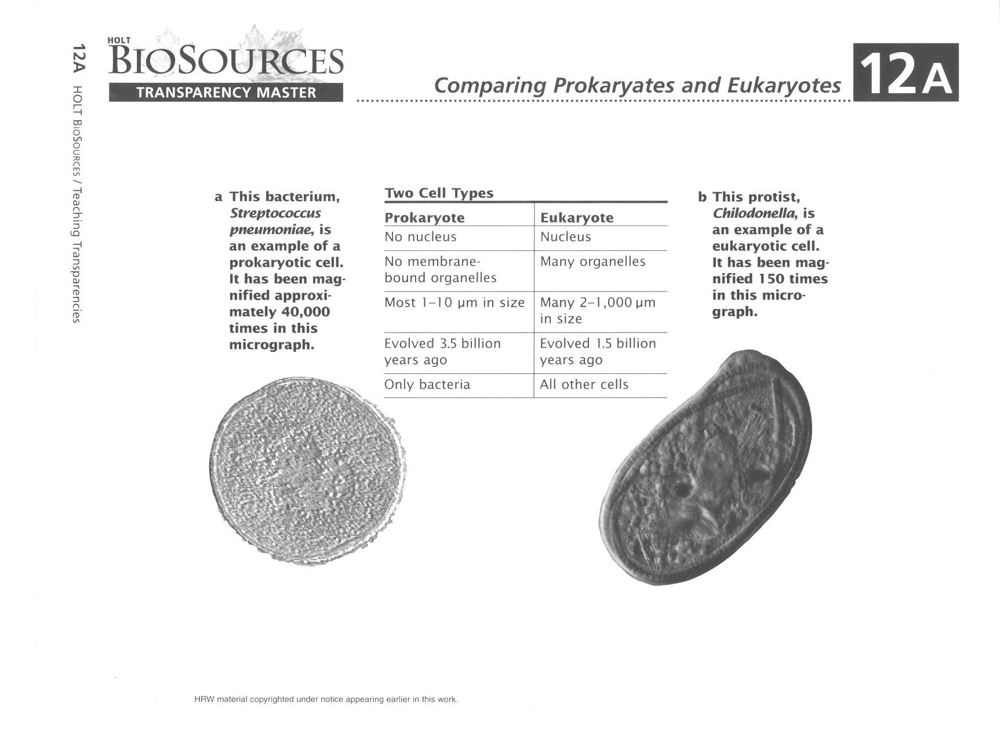 HOLT
BIOSOURCES
TRANSPARENCY MASTER
Comparing Prokaryates and Eukaryotes
12A
12A HOLT BIOSOURCES / Teaching Transparencies
a This bacterium,
Streptococcus
pneumoniae, is
an example of a
prokaryotic cell.
It has been mag-
nified approxi-
mately 40,000
times in this
micrograph.
Two Cell Types
Prokaryote Eukaryote
No nucleus Nucleus
No membrane- Many organelles
bound organelles
Most 1–10 µm in size Many 2–1,000 µm
in size
Evolved 3.5 billion Evolved 1.5 billion
years ago years ago
Only bacteria All other cells
b This protist,
Chilodonella, is
an example of a
eukaryotic cell.
It has been mag-
nified 150 times
in this micro-
graph.
HRW material copyrighted under notice appearing earlier in this work.